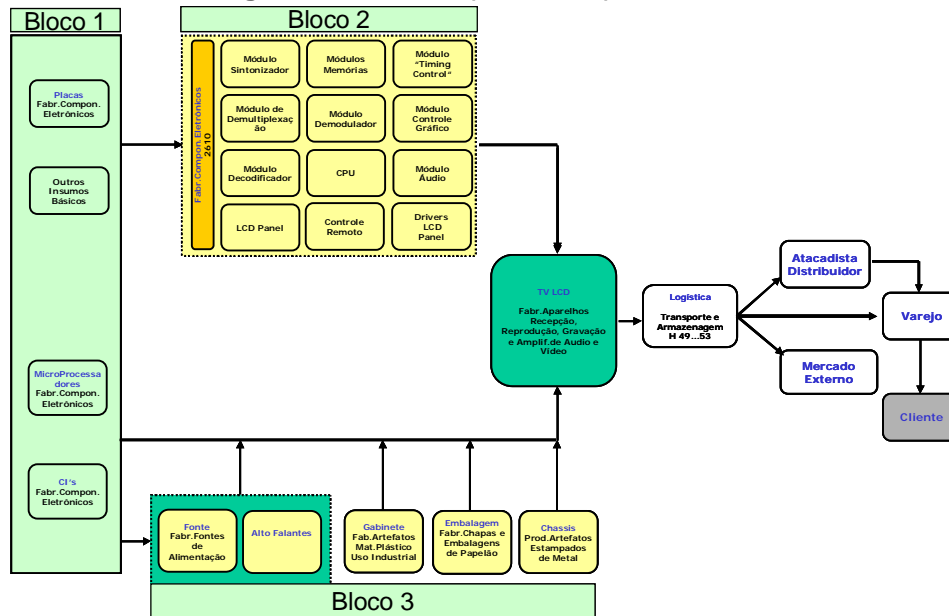 Bloco 1
Placas
Fabr.Compon.
Eletrônicos
Outros
Insumos
Básicos
MicroProcessa
dores
Fabr.Compon.
Eletrônicos
CI's
Fabr.Compon.
Eletrônicos
Bloco 2
Fabr.Compon.Eletrônicos
2610
Módulo
Sintonizador
Módulos
Memórias
Módulo
"Timing
Control"
Módulo de
Demultiplexaç
ão
Módulo
Demodulador
Módulo
Controle
Gráfico
Módulo
Decodificador
CPU
Módulo
Áudio
LCD Panel
Controle
Remoto
Drivers
LCD
Panel
TV LCD
Fabr.Aparelhos
Recepção,
Reprodução, Gravação
e Amplif.de Audio e
Vídeo
Logística
Transporte e
Armazenagem
H 49...53
Atacadista
Distribuidor
Varejo
Mercado
Externo
Cliente
Fonte
Fabr.Fontes
de
Alimentação
Alto Falantes
Gabinete
Fab.Artefatos
Mat.Plástico
Uso Industrial
Embalagem
Fabr.Chapas e
Embalagens
de Papelão
Chassis
Prod.Artefatos
Estampados
de Metal
Bloco 3